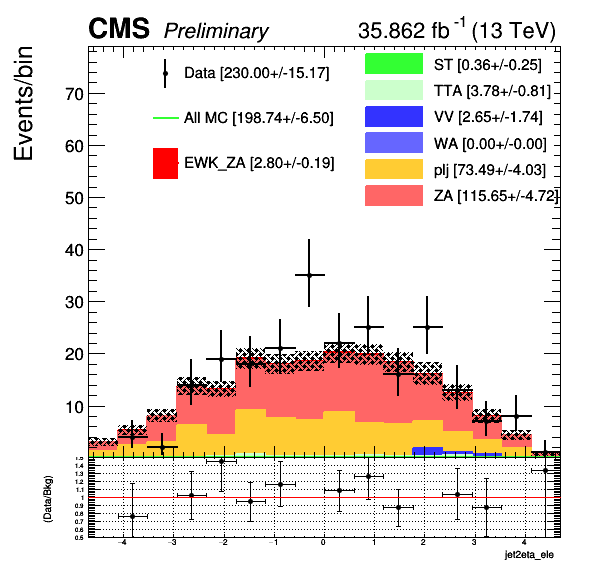 CMS Preliminary 35.862 fb⁻¹ (13 TeV)
Events/bin
Data [230.00+/-15.17]
All MC [198.74+/-6.50]
EWK_ZA [2.80+/-0.19]
ST [0.36+/-0.25]
TTA [3.78+/-0.81]
VV [2.65+/-1.74]
WA [0.00+/-0.00]
plj [73.49+/-4.03]
ZA [115.65+/-4.72]
70
60
50
40
30
20
10
(Data/Bkg)
1.5
1.4
1.3
1.2
1.1
1
0.9
0.8
0.7
0.6
0.5
−4 −3 −2 −1 0 1 2 3 4
jet2eta_ele